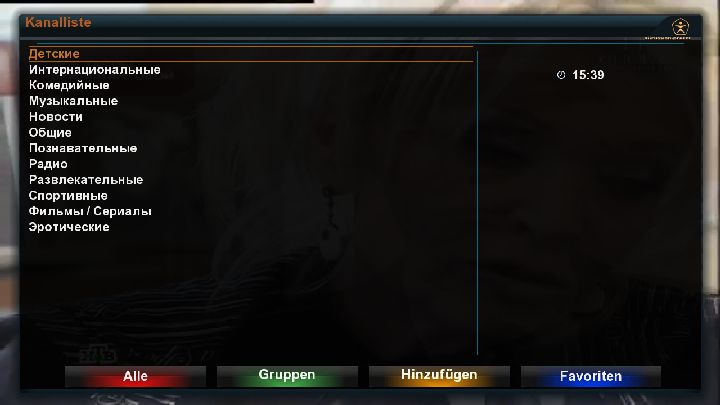 Kanalliste
Детские
15:39
Интернациональные
Комедийные
Музыкальные
Новости
Общие
Познавательные
Радио
Развлекательные
Спортивные
Фильмы / Сериалы
Эротические
НТВ
Alle
Gruppen
Hinzufügen
Favoriten